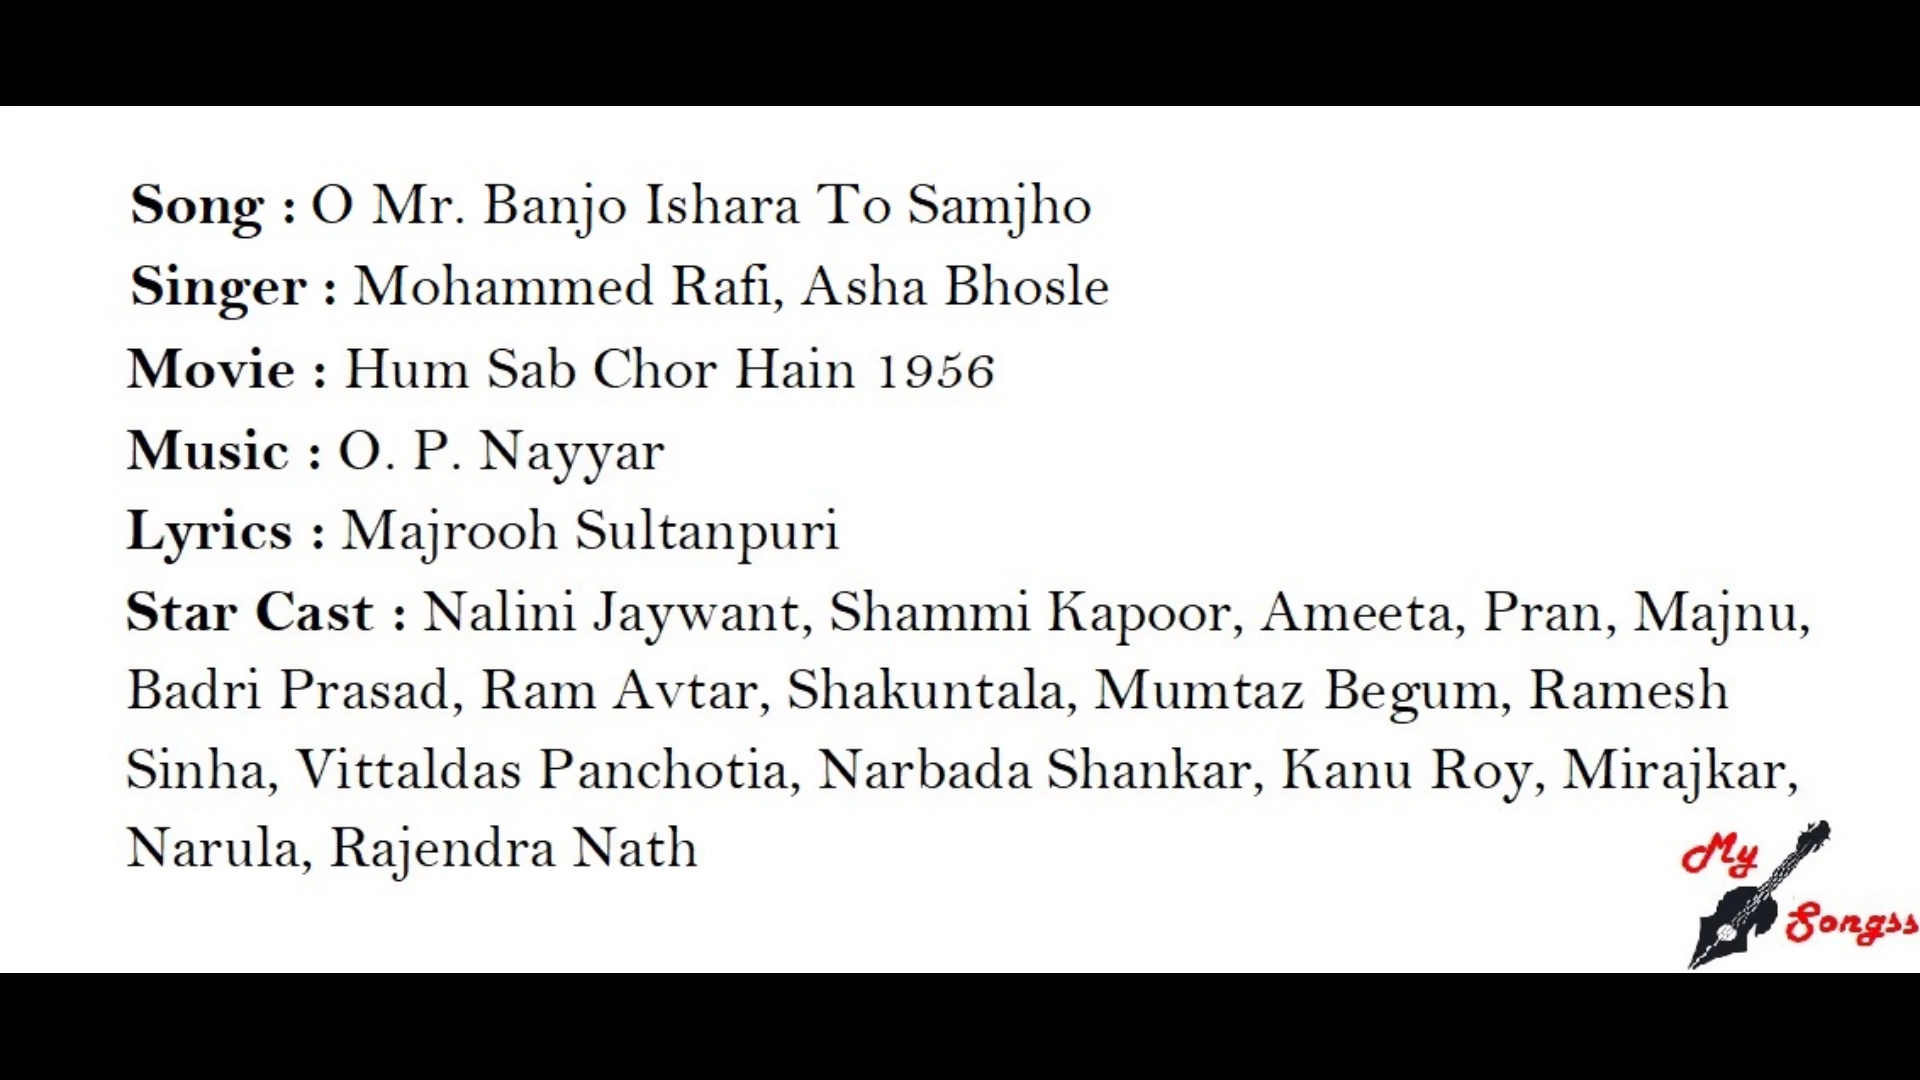 Song : O Mr. Banjo Ishara To Samjho
Singer : Mohammed Rafi, Asha Bhosle
Movie : Hum Sab Chor Hain 1956
Music : O. P. Nayyar
Lyrics : Majrooh Sultanpuri
Star Cast : Nalini Jaywant, Shammi Kapoor, Ameeta, Pran, Majnu,
Badri Prasad, Ram Avtar, Shakuntala, Mumtaz Begum, Ramesh
Sinha, Vittaldas Panchotia, Narbada Shankar, Kanu Roy, Mirajkar,
Narula, Rajendra Nath
My
Songss